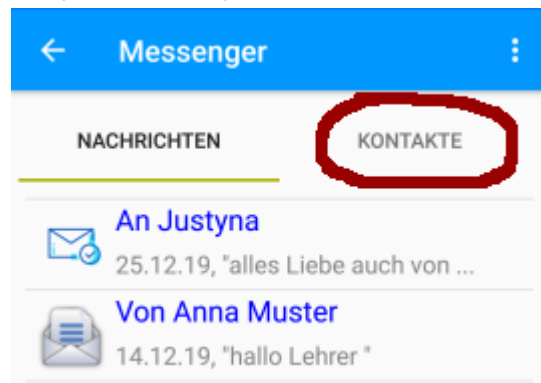 Messenger
NACHRICHTEN KONTAKTE
An Justyna
25.12.19, "alles Liebe auch von ...
Von Anna Muster
14.12.19, "hallo Lehrer "